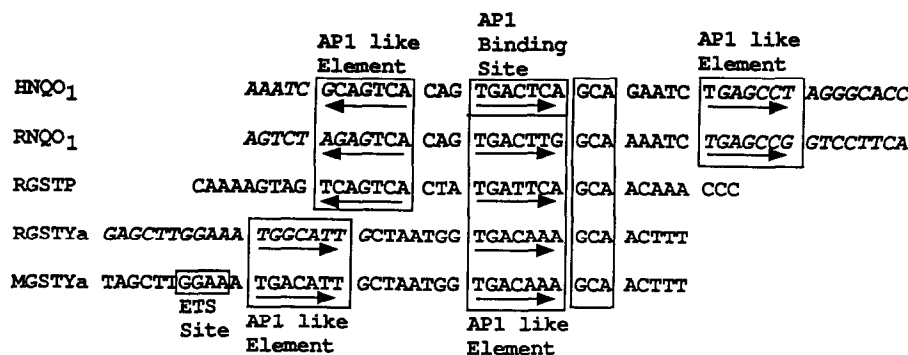 AP1
AP1 like Binding AP1 like
Element Site Element
HNQO1 AAATC GCAGTCA CAG TGACTCA GCA GAATC TGAGCCT AGGGCACC
RNQO1 AGTCT AGAGTCA CAG TGACTTG GCA AAATC TGAGCCG GTCCTTCA
RGSTP CAAAAGTAG TCAGTCA CTA TGATTCA GCA ACAAA CCC
RGSTYa GAGCTTGGAAA TGGCATT GCTAATGG TGACAAA GCA ACTTT
MGSTYa TAGCTTGGAAA TGACATT GCTAATGG TGACAAA GCA ACTTT
ETS AP1 like AP1 like
Site Element Element